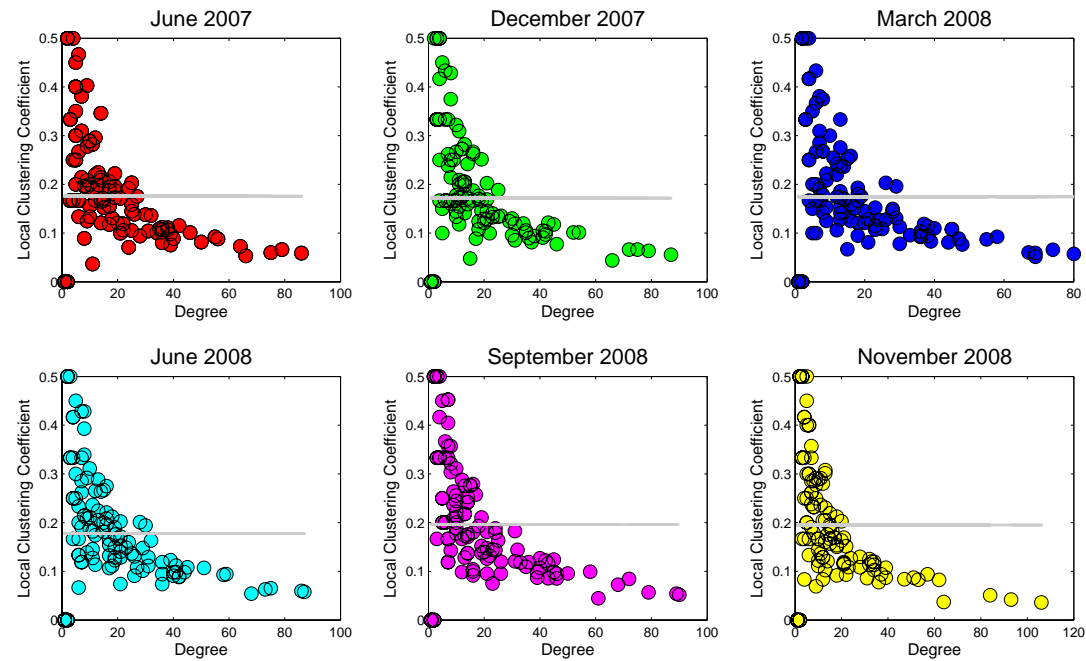 June 2007
0.5
0.4
0.3
0.2
0.1
0
Local Clustering Coefficient
0 20 40 60 80 100
Degree
December 2007
0.5
0.4
0.3
0.2
0.1
0
Local Clustering Coefficient
0 20 40 60 80 100
Degree
March 2008
0.5
0.4
0.3
0.2
0.1
0
Local Clustering Coefficient
0 20 40 60 80
Degree
June 2008
0.5
0.4
0.3
0.2
0.1
0
Local Clustering Coefficient
0 20 40 60 80 100
Degree
September 2008
0.5
0.4
0.3
0.2
0.1
0
Local Clustering Coefficient
0 20 40 60 80 100
Degree
November 2008
0.5
0.4
0.3
0.2
0.1
0
Local Clustering Coefficient
0 20 40 60 80 100 120
Degree